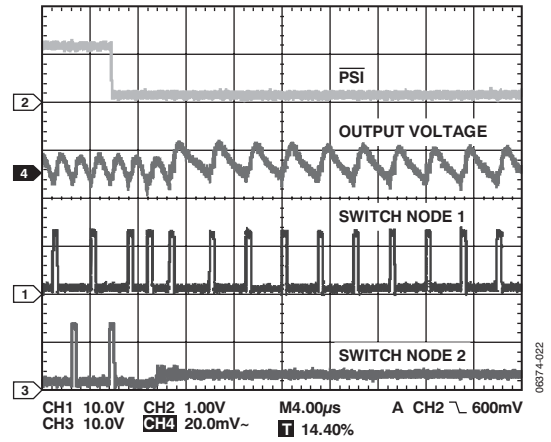 PSI
2
OUTPUT VOLTAGE
4
SWITCH NODE 1
1
SWITCH NODE 2
3
CH1 10.0V CH2 1.00V M4.00µs A CH2 600mV
CH3 10.0V CH4 20.0mV~ T 14.40%
06374-022